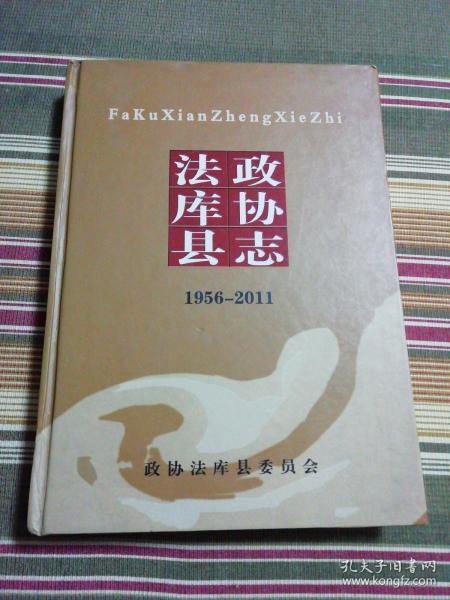 FaKuXianZhengXieZhi
法政
库协
县志
1956-2011
政协法库县委员会
孔夫子旧书网
www.kongfz.com